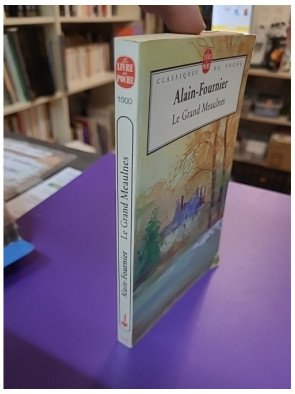 LE LIVRE
DE POCHE
1000
Alain-Fournier Le Grand Meaulnes
CLASSIQUES DE POCHE
Alain-Fournier
Le Grand Meaulnes